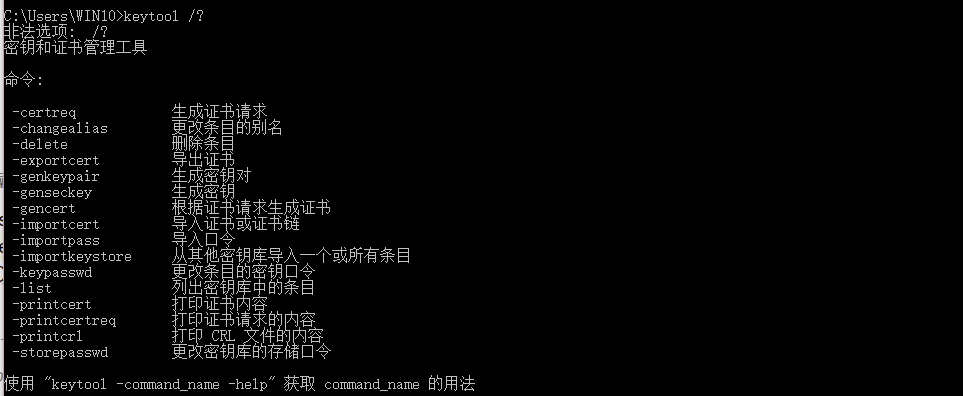 C:\Users\WIN10>keytool /?
非法选项:  /?
密钥和证书管理工具
命令:
-certreq            生成证书请求
-changealias        更改条目的别名
-delete             删除条目
-exportcert         导出证书
-genkeypair         生成密钥对
-genseckey          生成密钥
-gencert            根据证书请求生成证书
-importcert         导入证书或证书链
-importpass         导入口令
-importkeystore     从其他密钥库导入一个或所有条目
-keypasswd          更改条目的密钥口令
-list               列出密钥库中的条目
-printcert          打印证书内容
-printcertreq       打印证书请求的内容
-printcrl           打印 CRL 文件的内容
-storepasswd        更改密钥库的存储口令
使用 "keytool -command_name -help" 获取 command_name 的用法